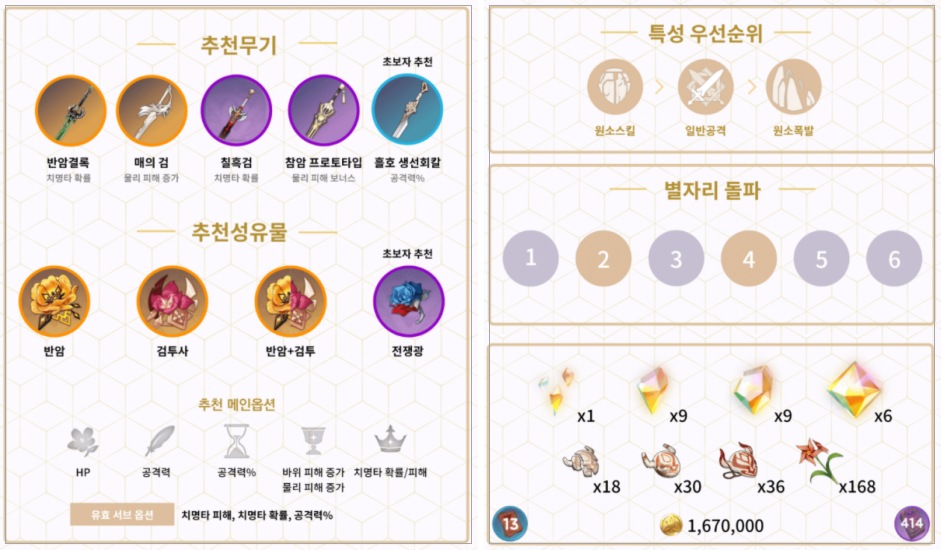 추천무기
초보자 추천
반암결록 매의 검 칠흑검 참암 프로토타입 흘호 생선회칼
치명타 확률 물리 피해 증가 치명타 확률 물리 피해 보너스 공격력%
추천성유물
초보자 추천
반암 검투사 반암+검투 전쟁광
추천 메인옵션
HP 공격력 공격력% 바위 피해 증가 치명타 확률/피해
물리 피해 증가
유효 서브 옵션 치명타 피해, 치명타 확률, 공격력%
특성 우선순위
원소스킬 일반공격 원소폭발
별자리 돌파
1 2 3 4 5 6
x1 x9 x9 x6
x18 x30 x36 x168
13 1,670,000 414